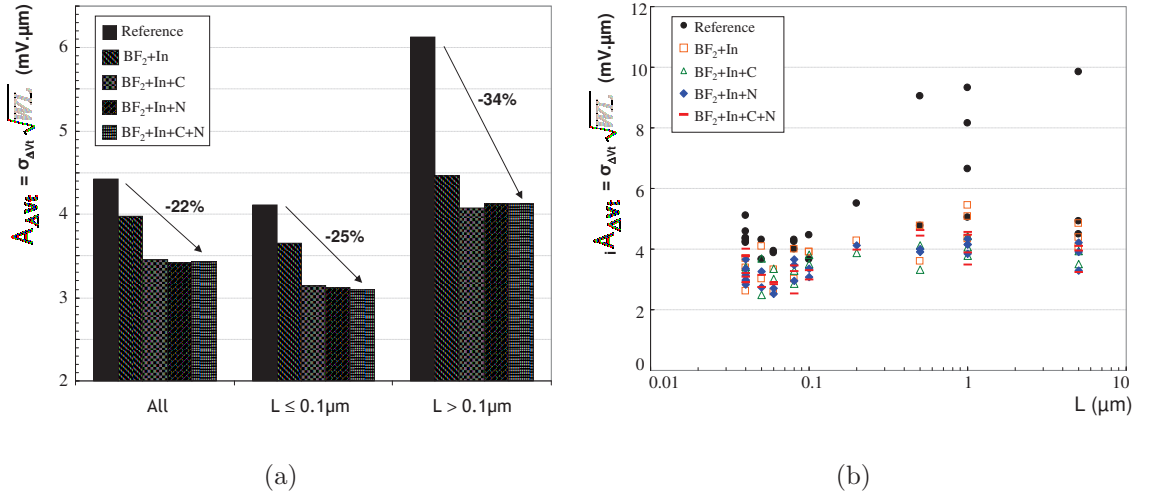 A_ΔVt = σ_ΔVt √WL (mV.µm)
6
5
4
3
2
Reference
BF₂+In
BF₂+In+C
BF₂+In+N
BF₂+In+C+N
-22%
-25%
-34%
All
L ≤ 0.1µm
L > 0.1µm
(a)
i A_ΔVt = σ_ΔVt √WL (mV.µm)
12
10
8
6
4
2
0
Reference
BF₂+In
BF₂+In+C
BF₂+In+N
BF₂+In+C+N
0.01
0.1
1
10
L (µm)
(b)